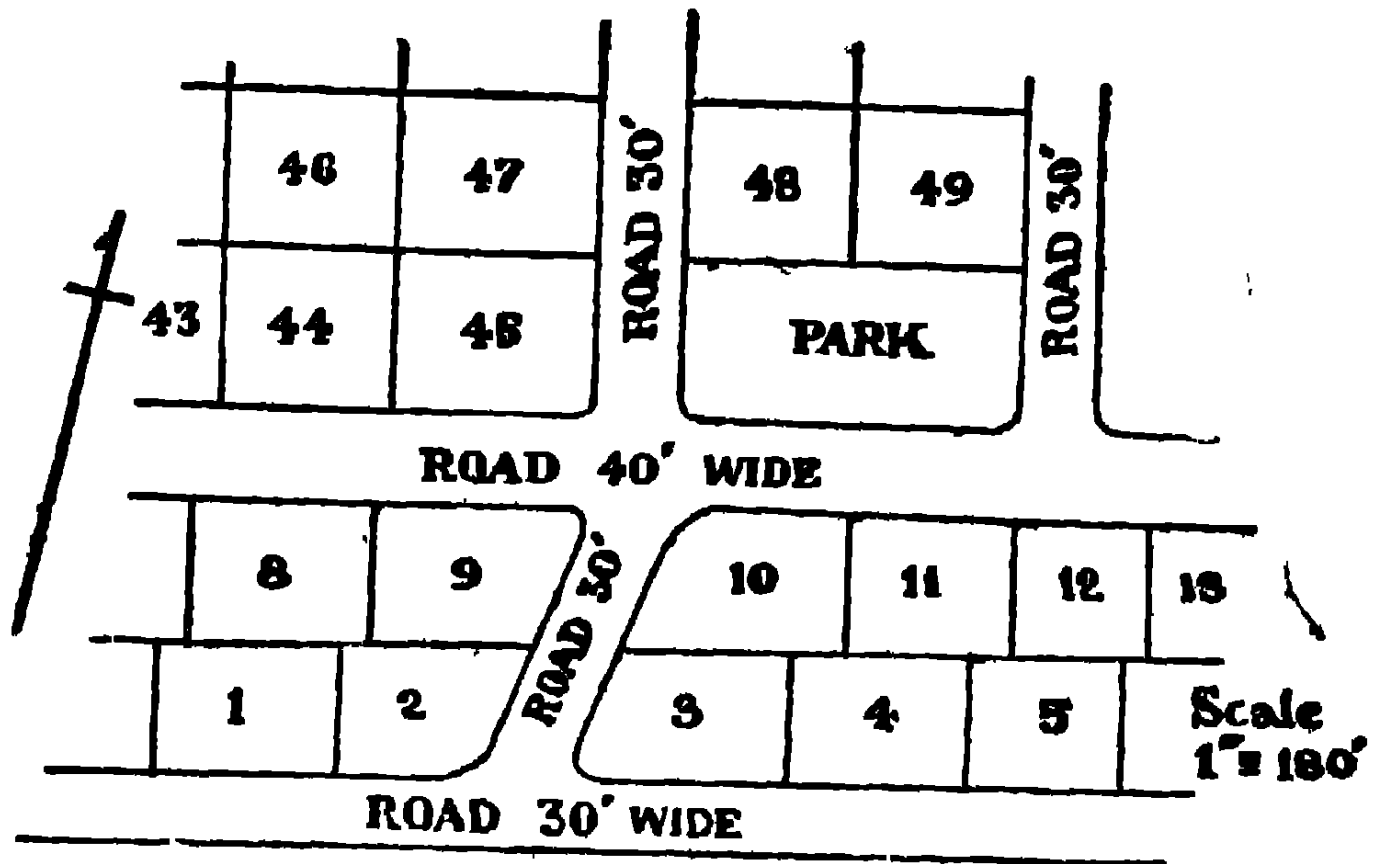 46 47 ROAD 30' 48 49 ROAD 30'
43 44 45 PARK
ROAD 40' WIDE
8 9 ROAD 30' 10 11 12 13
1 2 3 4 5
Scale
1"= 180'
ROAD 30' WIDE